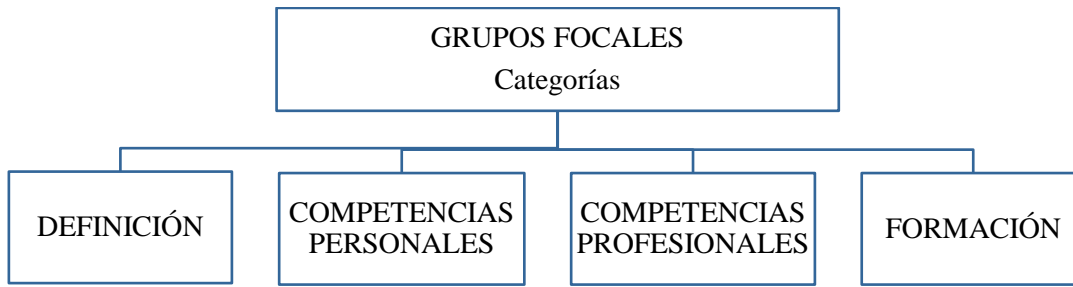 GRUPOS FOCALES
Categorías
DEFINICIÓN
COMPETENCIAS
PERSONALES
COMPETENCIAS
PROFESIONALES
FORMACIÓN